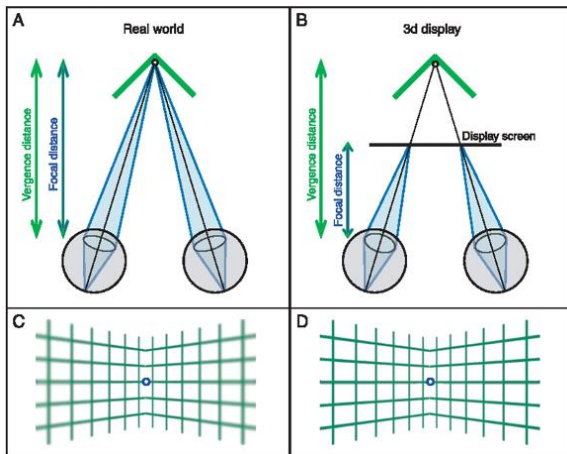 A
Real world
Vergence distance
Focal distance
B
3d display
Vergence distance
Focal distance
Display screen
C
D